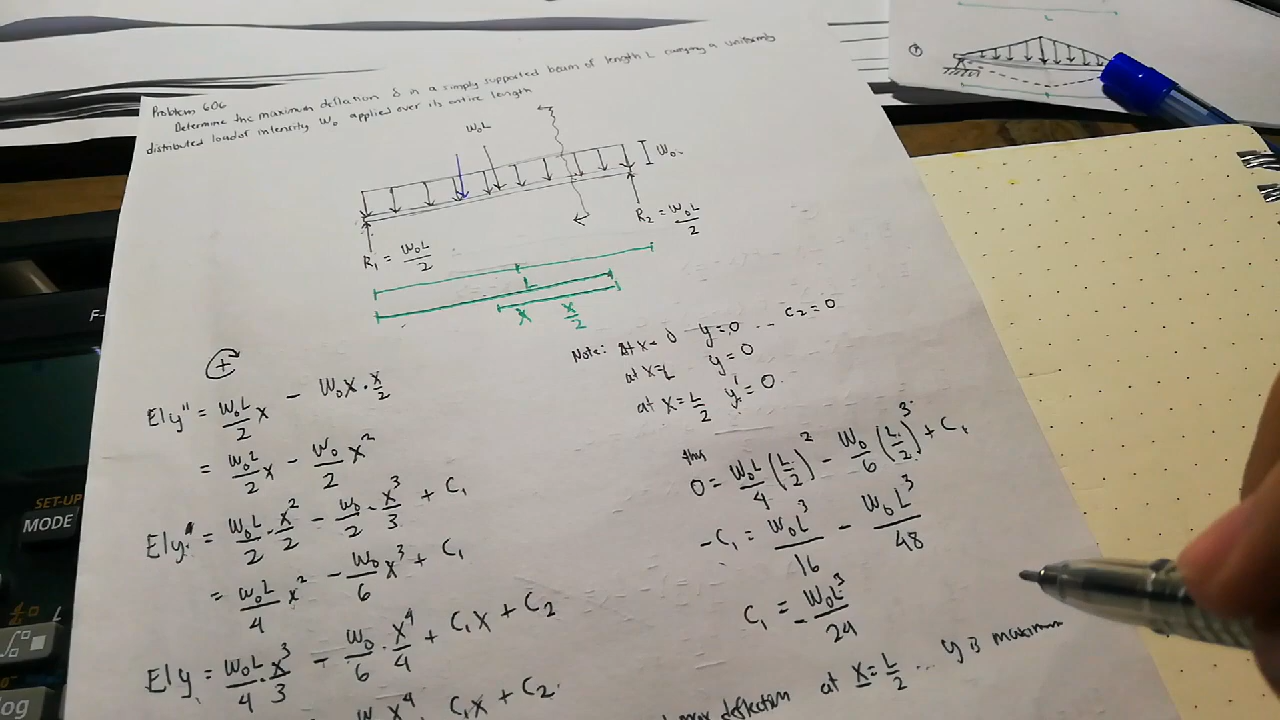 Problem 606
Determine the maximum deflection δ in a simply supported beam of length L carrying a uniformly
distributed load of intensity W₀ applied over its entire length
W₀L
W₀
R₁ = W₀L/2
R₂ = W₀L/2
L
X
X/2
+
Note: At x=0 y=0 ... C₂=0
at x=L y=0
at x=L/2 y'=0
EIy'' = W₀L/2 x − W₀x·x/2
= W₀L/2 x − W₀/2 x²
EIy' = W₀L/2 · x²/2 − W₀/2 · x³/3 + C₁
= W₀L/4 x² − W₀/6 x³ + C₁
EIy = W₀L/4 · x³/3 − W₀/6 · x⁴/4 + C₁x + C₂
x⁴ C₁x + C₂
thus
0 = W₀L/4 (L/2)² − W₀/6 (L/2)³ + C₁
−C₁ = W₀L³/16 − W₀L³/48
C₁ = −W₀L³/24
max deflection at x=L/2 ... y is maximum
SET-UP
MODE
L
log
F-